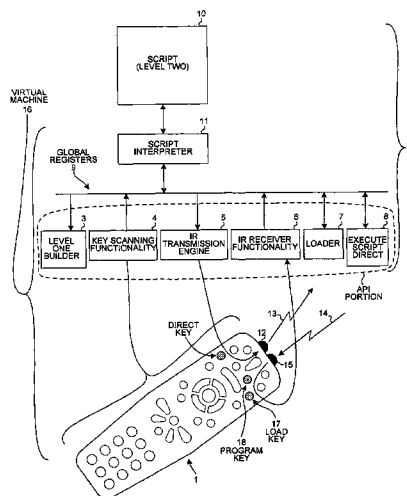 10
SCRIPT
(LEVEL TWO)
VIRTUAL
MACHINE
16
11
SCRIPT
INTERPRETER
GLOBAL
REGISTERS
9
3
4
5
6
7
8
LEVEL
ONE
BUILDER
KEY SCANNING
FUNCTIONALITY
IR
TRANSMISSION
ENGINE
IR RECEIVER
FUNCTIONALITY
LOADER
EXECUTE
SCRIPT
DIRECT
API
PORTION
13
12
14
DIRECT
KEY
15
17
LOAD
KEY
18
PROGRAM
KEY
1